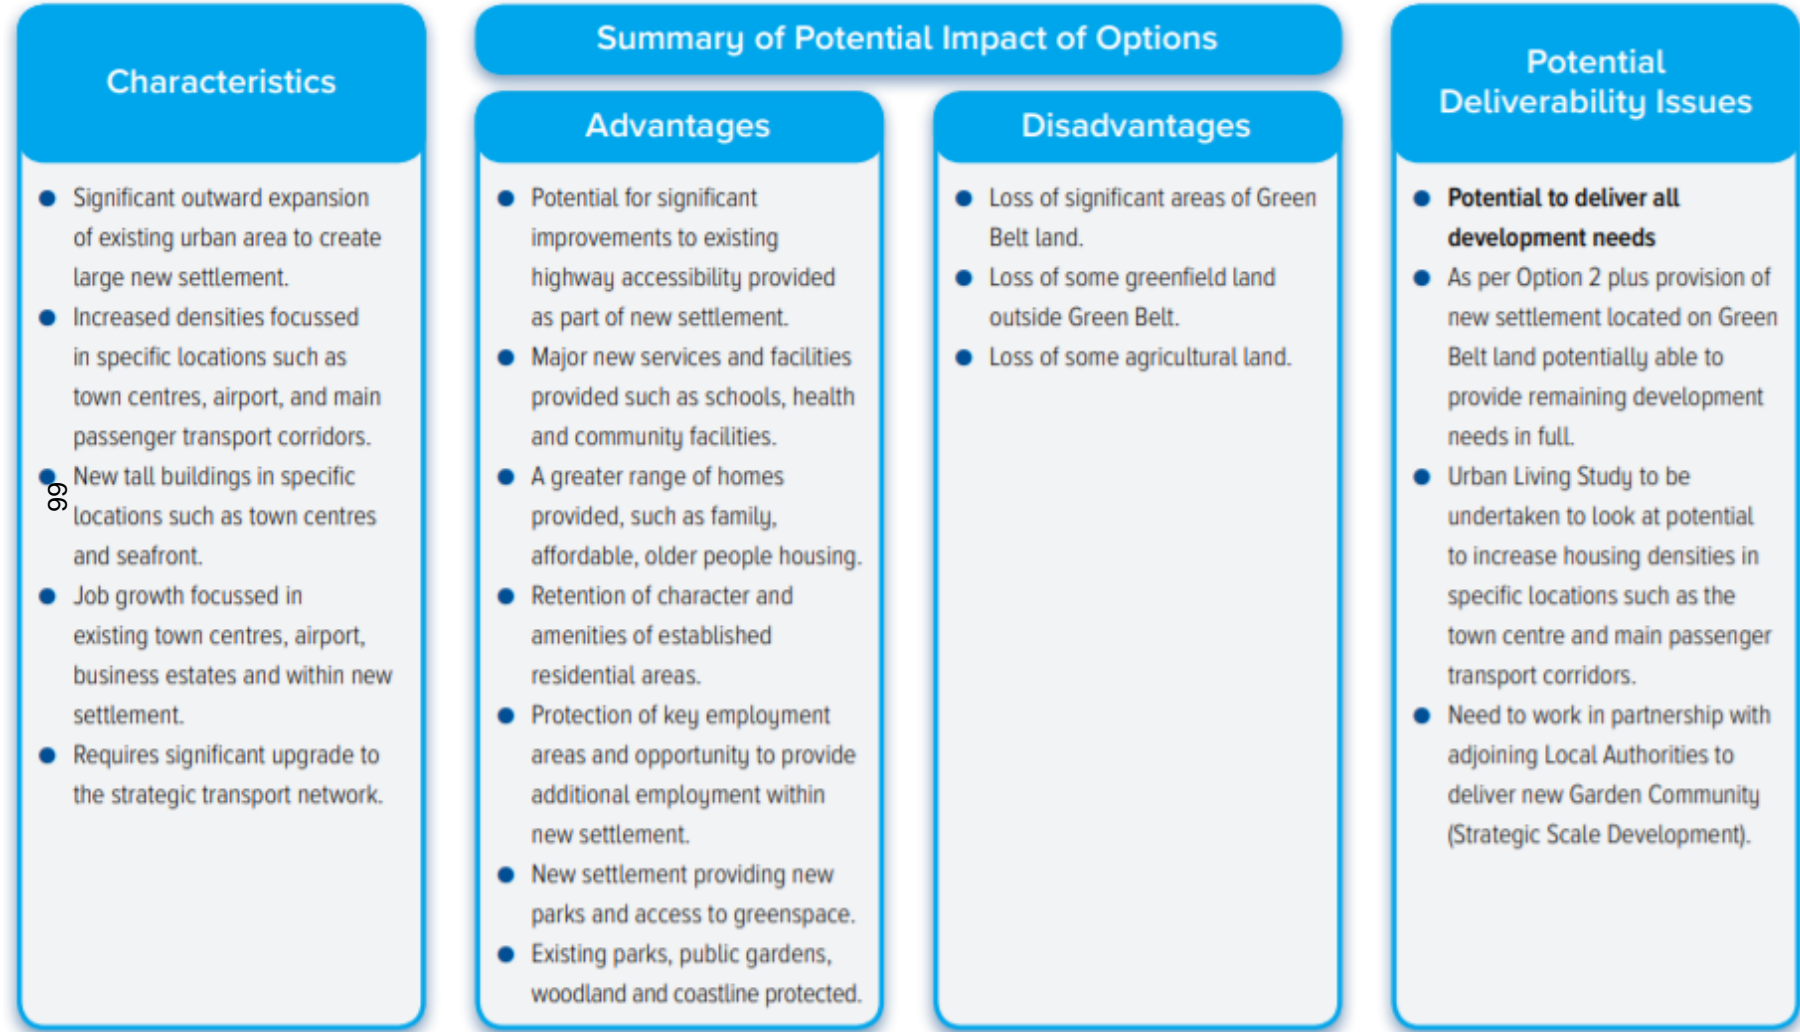 Characteristics
Significant outward expansion
of existing urban area to create
large new settlement.
Increased densities focussed
in specific locations such as
town centres, airport, and main
passenger transport corridors.
New tall buildings in specific
locations such as town centres
and seafront.
Job growth focussed in
existing town centres, airport,
business estates and within new
settlement.
Requires significant upgrade to
the strategic transport network.
66
Summary of Potential Impact of Options
Advantages
Potential for significant
improvements to existing
highway accessibility provided
as part of new settlement.
Major new services and facilities
provided such as schools, health
and community facilities.
A greater range of homes
provided, such as family,
affordable, older people housing.
Retention of character and
amenities of established
residential areas.
Protection of key employment
areas and opportunity to provide
additional employment within
new settlement.
New settlement providing new
parks and access to greenspace.
Existing parks, public gardens,
woodland and coastline protected.
Disadvantages
Loss of significant areas of Green
Belt land.
Loss of some greenfield land
outside Green Belt.
Loss of some agricultural land.
Potential
Deliverability Issues
Potential to deliver all
development needs
As per Option 2 plus provision of
new settlement located on Green
Belt land potentially able to
provide remaining development
needs in full.
Urban Living Study to be
undertaken to look at potential
to increase housing densities in
specific locations such as the
town centre and main passenger
transport corridors.
Need to work in partnership with
adjoining Local Authorities to
deliver new Garden Community
(Strategic Scale Development).